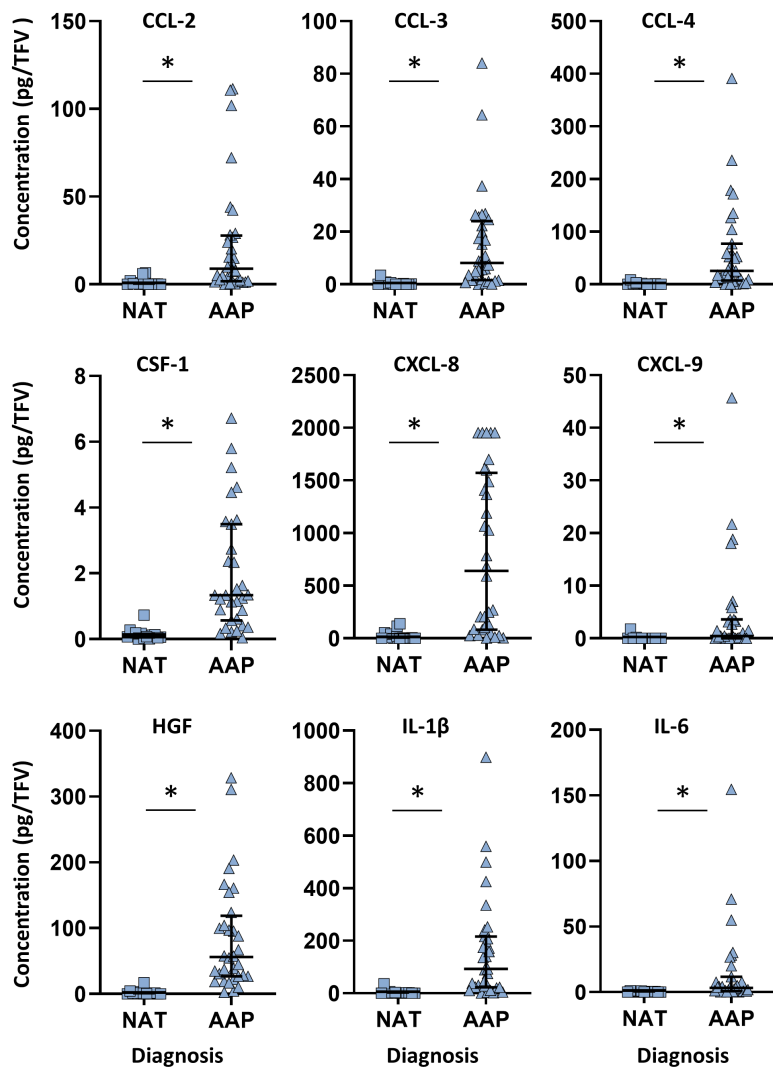 CCL-2 CCL-3 CCL-4
Concentration (pg/TFV )
150 100 500
* * *
80 400
100
60 300
40 200
50
20 100
0 0 0
NAT AAP NAT AAP NAT AAP
CSF-1 CXCL-8 CXCL-9
Concentration (pg/TFV)
8 2500 50
* * *
6 2000 40
1500 30
4
1000 20
2
500 10
0 0 0
NAT AAP NAT AAP NAT AAP
HGF IL-1β IL-6
Concentration (pg/TFV)
400 1000 200
* * *
300 800 150
600
200 100
400
100 50
200
0 0 0
NAT AAP NAT AAP NAT AAP
Diagnosis Diagnosis Diagnosis